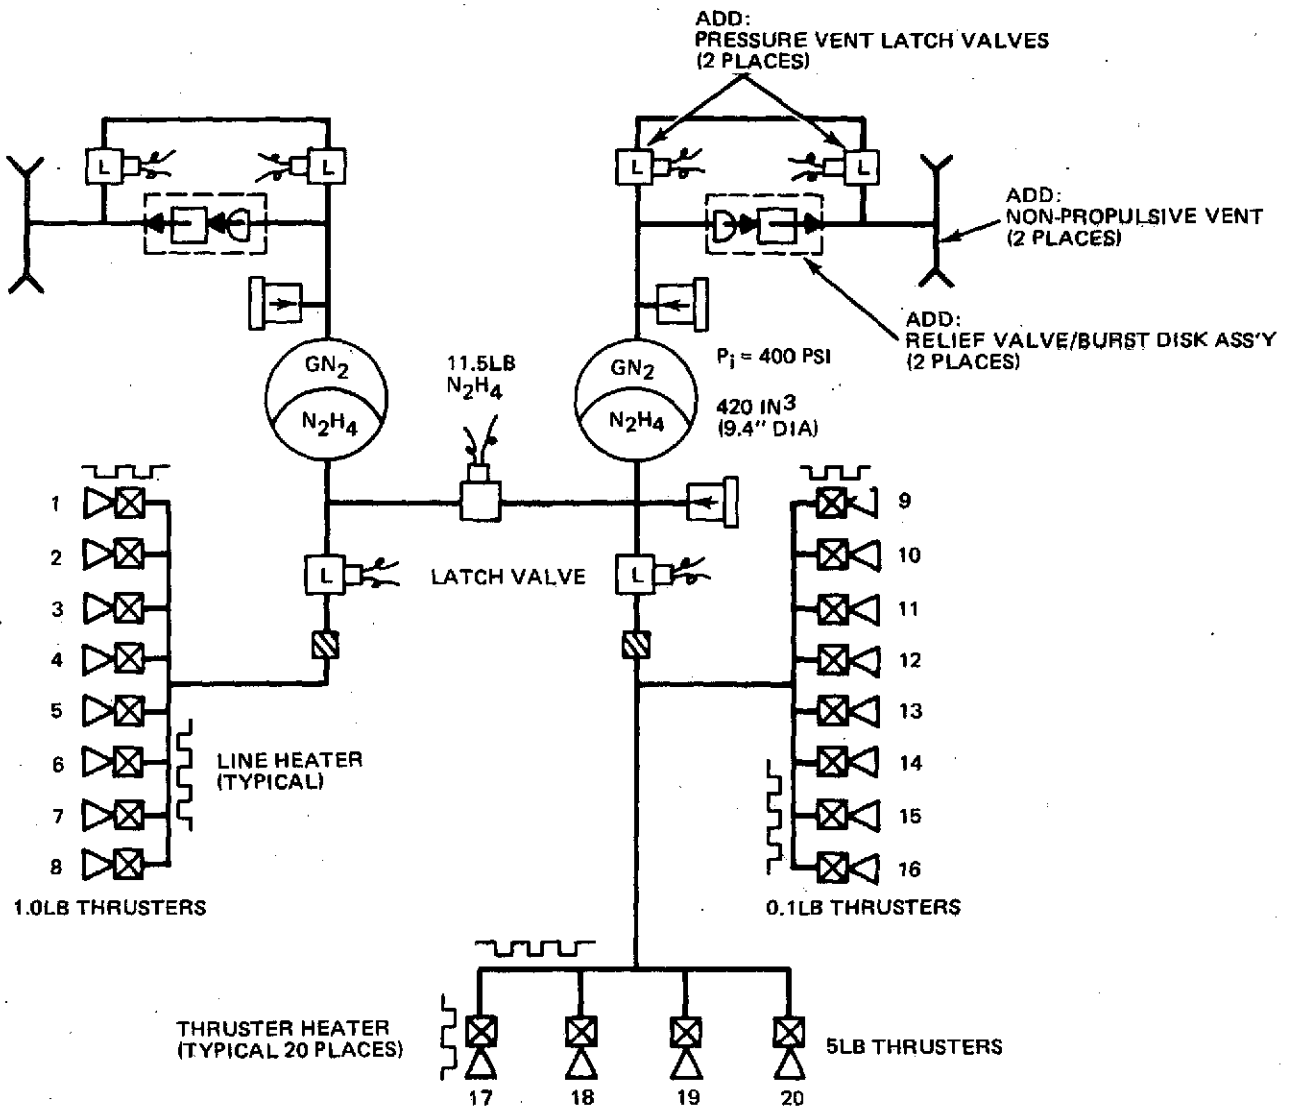 ADD:
PRESSURE VENT LATCH VALVES
(2 PLACES)
L
L
L
L
ADD:
NON-PROPULSIVE VENT
(2 PLACES)
ADD:
RELIEF VALVE/BURST DISK ASS'Y
(2 PLACES)
GN2
N2H4
11.5LB
N2H4
GN2
N2H4
Pi = 400 PSI
420 IN3
(9.4" DIA)
L
LATCH VALVE
L
1
2
3
4
5
6
7
8
1.0LB THRUSTERS
LINE HEATER
(TYPICAL)
9
10
11
12
13
14
15
16
0.1LB THRUSTERS
THRUSTER HEATER
(TYPICAL 20 PLACES)
5LB THRUSTERS
17
18
19
20